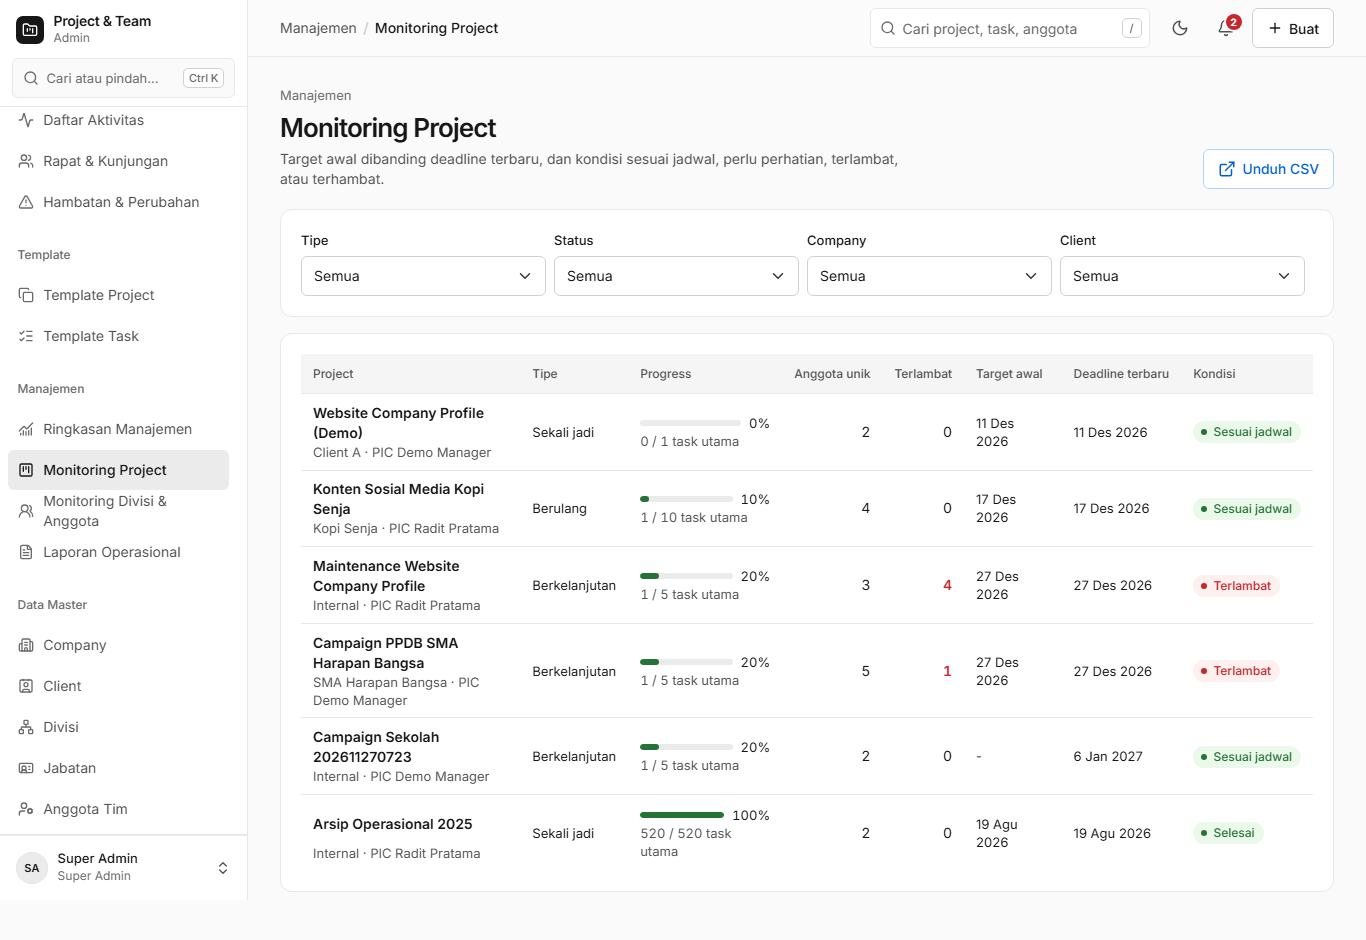 Project & Team
Admin
Cari atau pindah...
Ctrl K
Daftar Aktivitas
Rapat & Kunjungan
Hambatan & Perubahan
Template
Template Project
Template Task
Manajemen
Ringkasan Manajemen
Monitoring Project
Monitoring Divisi &
Anggota
Laporan Operasional
Data Master
Company
Client
Divisi
Jabatan
Anggota Tim
SA
Super Admin
Super Admin
Manajemen / Monitoring Project
Cari project, task, anggota
/
2
Buat
Manajemen
Monitoring Project
Target awal dibanding deadline terbaru, dan kondisi sesuai jadwal, perlu perhatian, terlambat,
atau terhambat.
Unduh CSV
Tipe
Semua
Status
Semua
Company
Semua
Client
Semua
Project Tipe Progress Anggota unik Terlambat Target awal Deadline terbaru Kondisi
Website Company Profile
(Demo)
Client A · PIC Demo Manager
Sekali jadi
0%
0 / 1 task utama
2
0
11 Des
2026
11 Des 2026
Sesuai jadwal
Konten Sosial Media Kopi
Senja
Kopi Senja · PIC Radit Pratama
Berulang
10%
1 / 10 task utama
4
0
17 Des
2026
17 Des 2026
Sesuai jadwal
Maintenance Website
Company Profile
Internal · PIC Radit Pratama
Berkelanjutan
20%
1 / 5 task utama
3
4
27 Des
2026
27 Des 2026
Terlambat
Campaign PPDB SMA
Harapan Bangsa
SMA Harapan Bangsa · PIC
Demo Manager
Berkelanjutan
20%
1 / 5 task utama
5
1
27 Des
2026
27 Des 2026
Terlambat
Campaign Sekolah
202611270723
Internal · PIC Demo Manager
Berkelanjutan
20%
1 / 5 task utama
2
0
-
6 Jan 2027
Sesuai jadwal
Arsip Operasional 2025
Internal · PIC Radit Pratama
Sekali jadi
100%
520 / 520 task
utama
2
0
19 Agu
2026
19 Agu 2026
Selesai